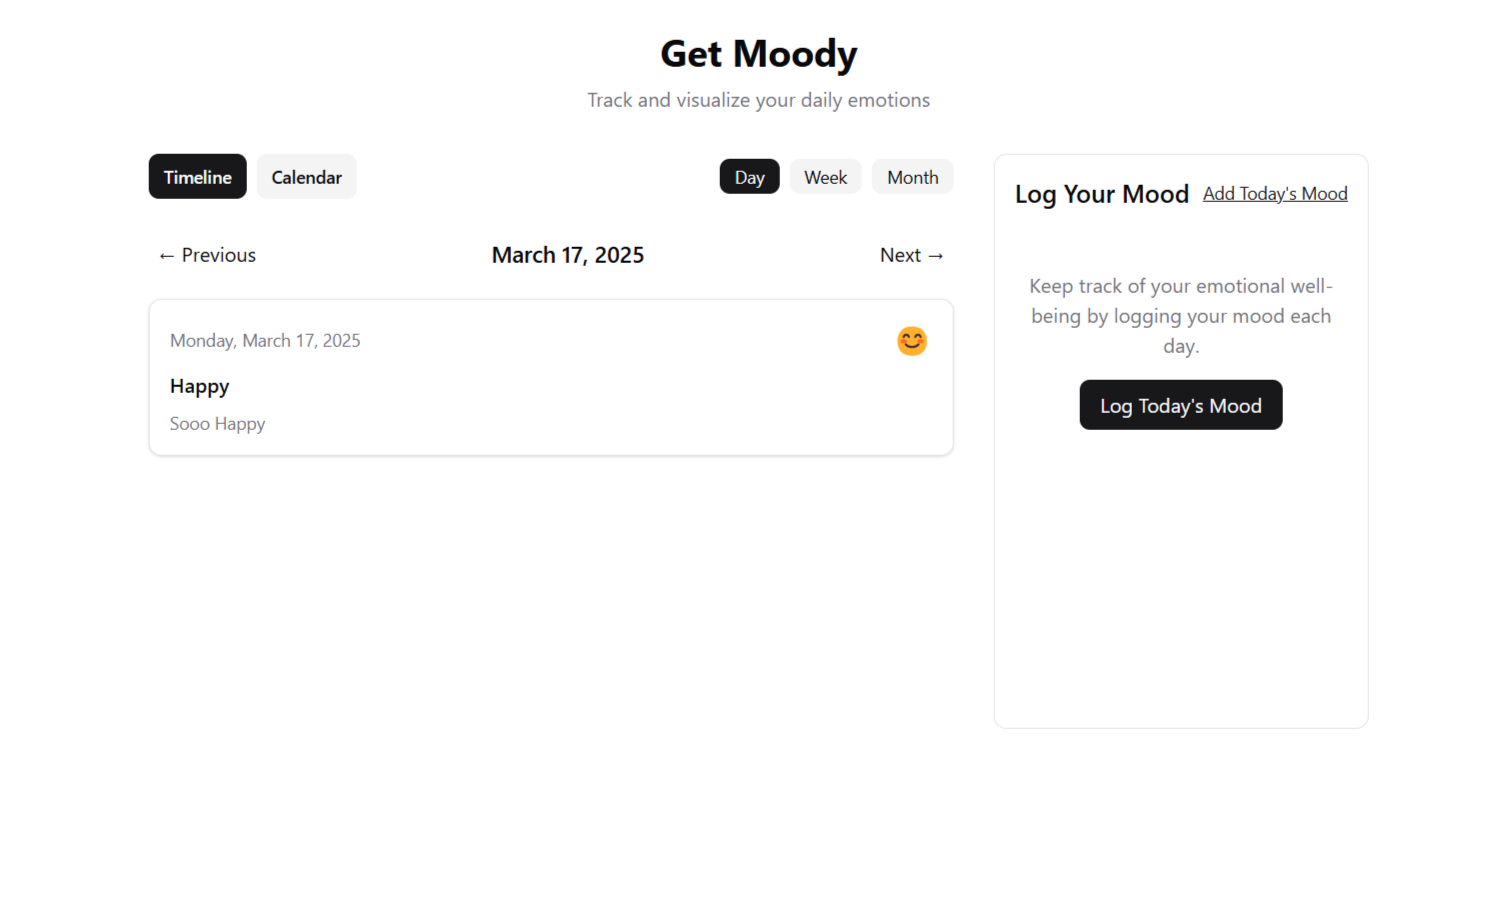 Get Moody
Track and visualize your daily emotions
Timeline
Calendar
Day
Week
Month
← Previous
March 17, 2025
Next →
Monday, March 17, 2025
😊
Happy
Sooo Happy
Log Your Mood
Add Today's Mood
Keep track of your emotional well-
being by logging your mood each
day.
Log Today's Mood